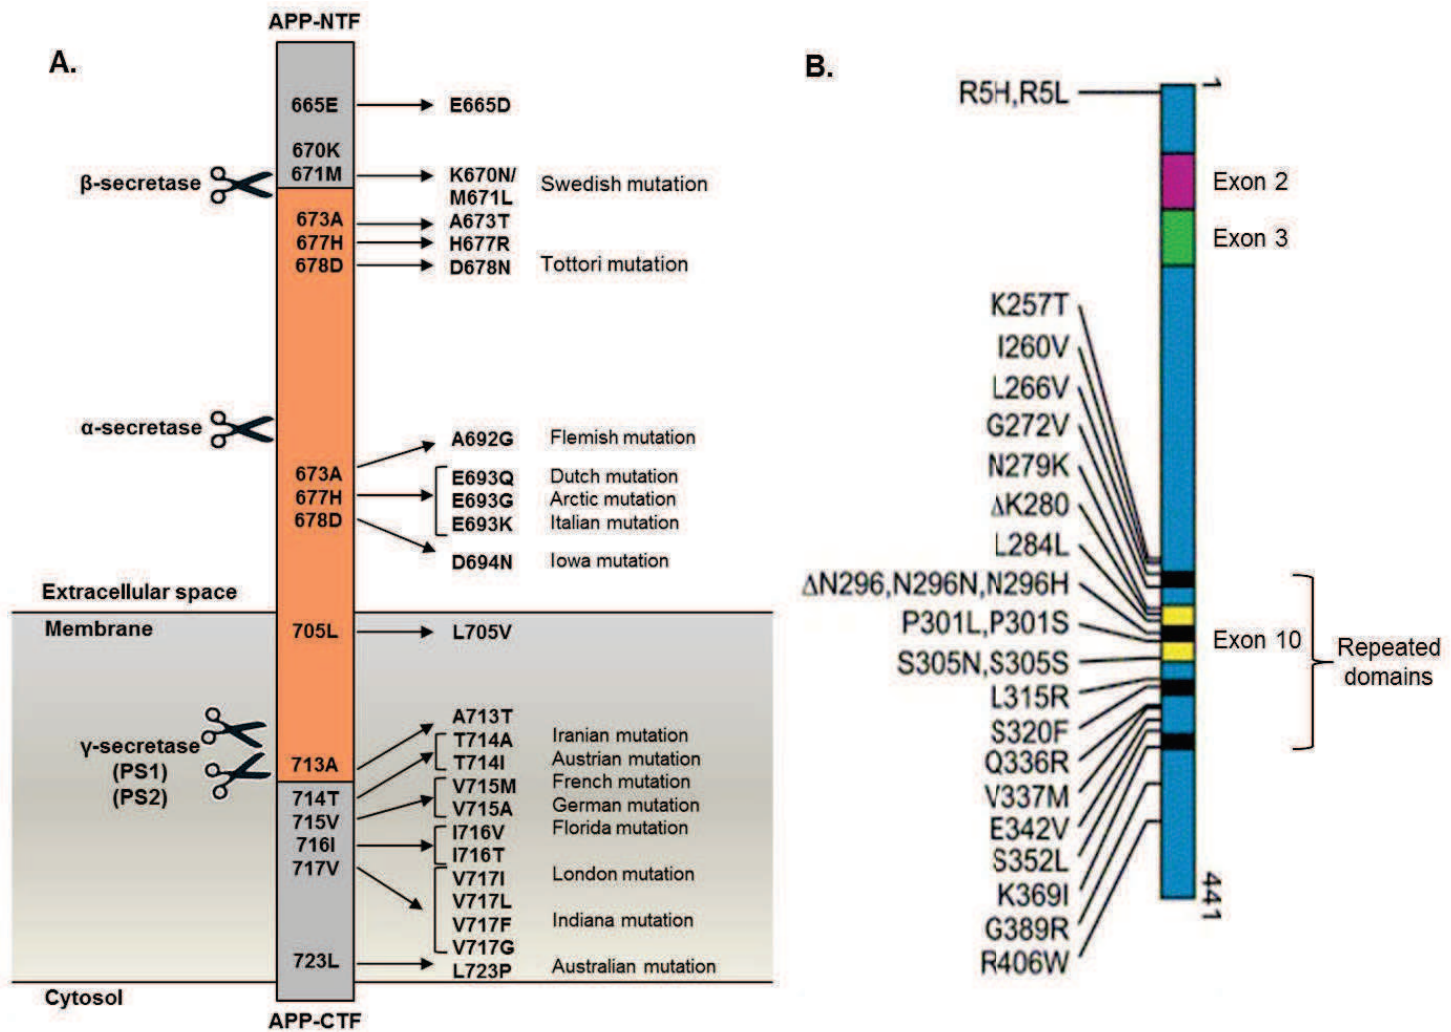 APP-NTF
A.
665E
E665D
670K
671M
β-secretase
K670N/
M671L
Swedish mutation
673A
A673T
677H
H677R
678D
D678N
Tottori mutation
α-secretase
A692G
Flemish mutation
673A
677H
678D
E693Q
Dutch mutation
E693G
Arctic mutation
E693K
Italian mutation
D694N
Iowa mutation
Extracellular space
Membrane
705L
L705V
γ-secretase
(PS1)
(PS2)
713A
A713T
T714A
Iranian mutation
T714I
Austrian mutation
714T
715V
716I
717V
V715M
French mutation
V715A
German mutation
I716V
Florida mutation
I716T
V717I
London mutation
V717L
V717F
Indiana mutation
V717G
723L
L723P
Australian mutation
Cytosol
APP-CTF
B.
R5H,R5L
1
Exon 2
Exon 3
K257T
I260V
L266V
G272V
N279K
ΔK280
L284L
ΔN296,N296N,N296H
P301L,P301S
S305N,S305S
L315R
S320F
Q336R
V337M
E342V
S352L
K369I
G389R
R406W
Exon 10
Repeated
domains
441